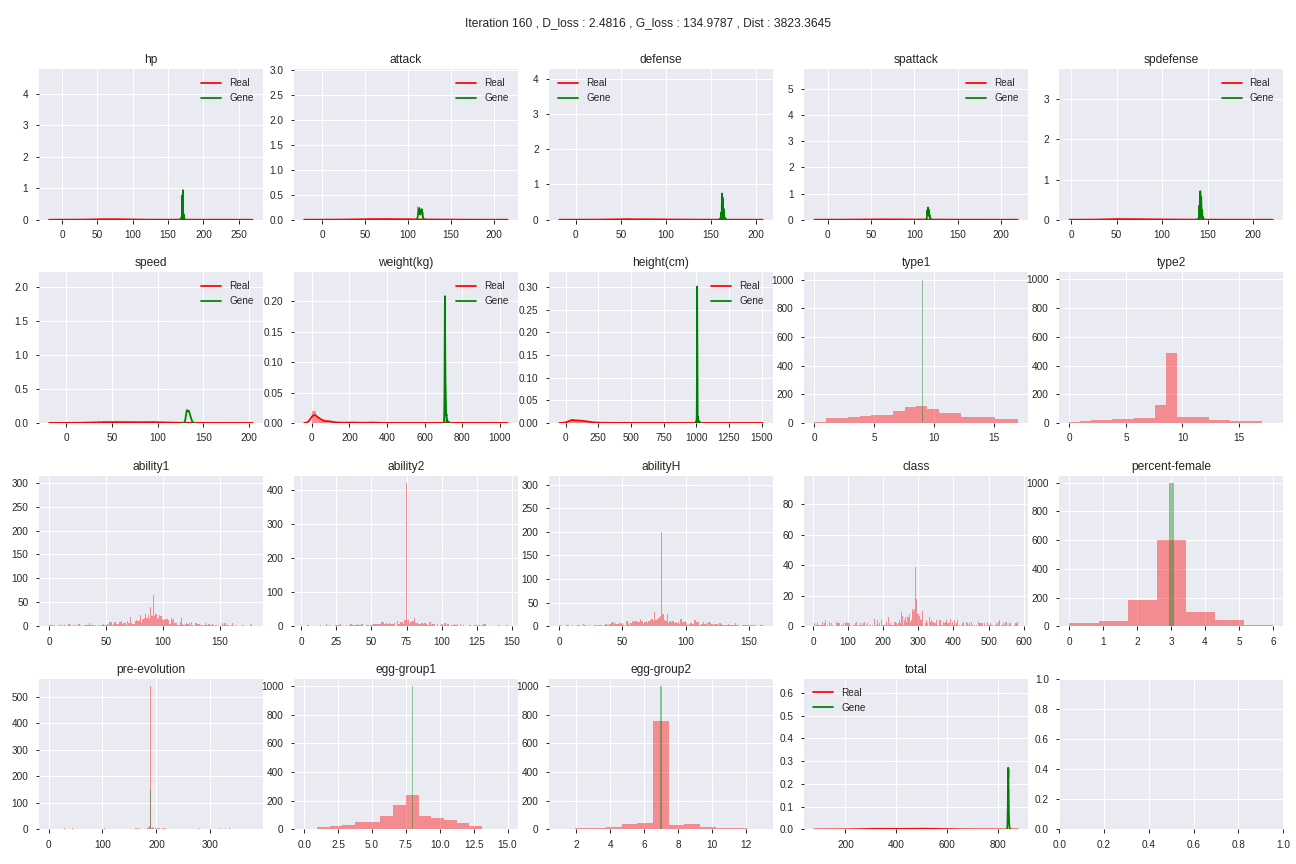 Iteration 160 , D_loss : 2.4816 , G_loss : 134.9787 , Dist : 3823.3645
hp
attack
defense
spattack
spdefense
Real
Gene
Real
Gene
Real
Gene
Real
Gene
Real
Gene
4
3
2
1
0
0 50 100 150 200 250
3.0
2.5
2.0
1.5
1.0
0.5
0.0
0 50 100 150 200
4
3
2
1
0
0 50 100 150 200
5
4
3
2
1
0
0 50 100 150 200
3
2
1
0
0 50 100 150 200
speed
weight(kg)
height(cm)
type1
type2
Real
Gene
Real
Gene
Real
Gene
2.0
1.5
1.0
0.5
0.0
0 50 100 150 200
0.20
0.15
0.10
0.05
0.00
0 200 400 600 800 1000
0.30
0.25
0.20
0.15
0.10
0.05
0.00
0 250 500 750 1000 1250 1500
1000
800
600
400
200
0
0 5 10 15
1000
800
600
400
200
0
0 5 10 15
ability1
ability2
abilityH
class
percent-female
300
250
200
150
100
50
0
0 50 100 150
400
300
200
100
0
0 25 50 75 100 125 150
300
250
200
150
100
50
0
0 50 100 150
80
60
40
20
0
0 100 200 300 400 500 600
1000
800
600
400
200
0
0 1 2 3 4 5 6
pre-evolution
egg-group1
egg-group2
total
500
400
300
200
100
0
0 100 200 300
1000
800
600
400
200
0
0.0 2.5 5.0 7.5 10.0 12.5 15.0
1000
800
600
400
200
0
2 4 6 8 10 12
Real
Gene
0.6
0.5
0.4
0.3
0.2
0.1
0.0
200 400 600 800
1.0
0.8
0.6
0.4
0.2
0.0
0.0 0.2 0.4 0.6 0.8 1.0